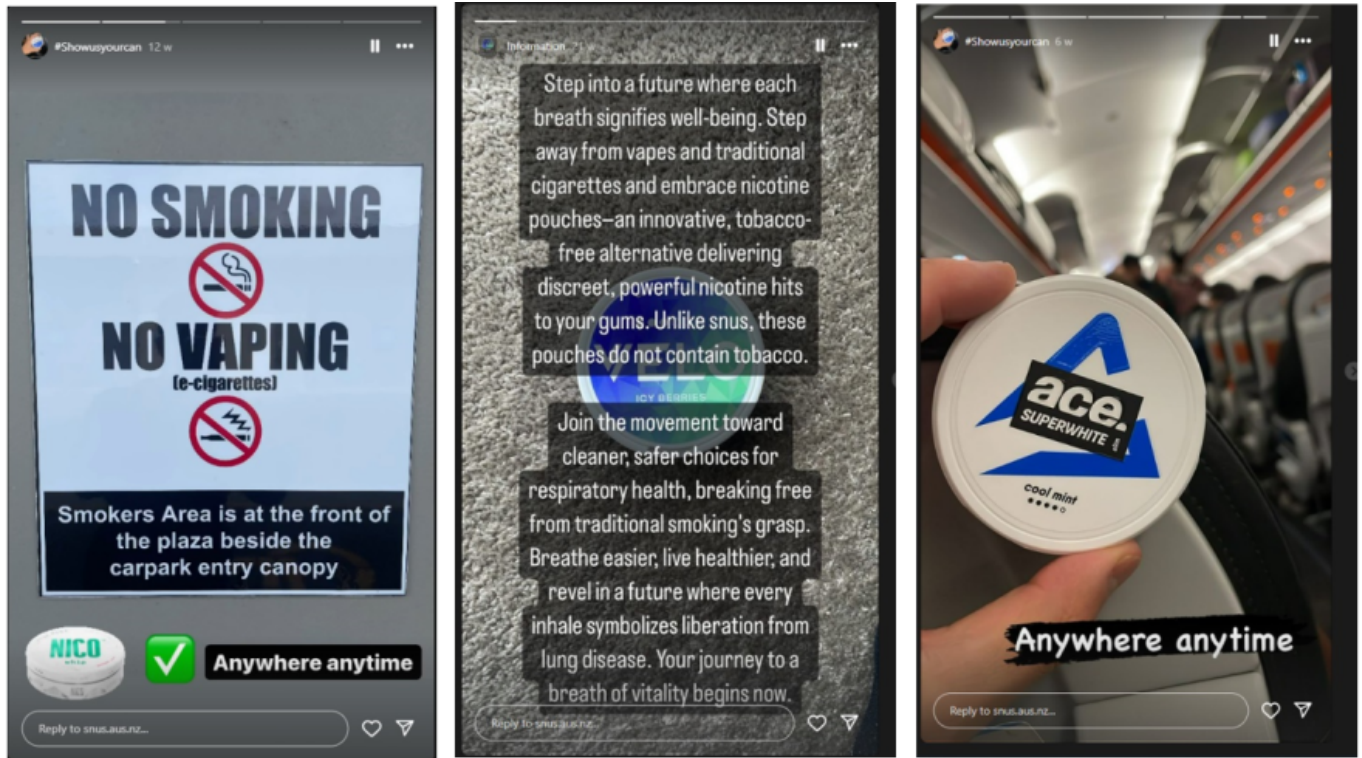 #Showusyourcan 12 w
NO SMOKING
NO VAPING
(e-cigarettes)
Smokers Area is at the front of
the plaza beside the
carpark entry canopy
NICO
Anywhere anytime
Reply to snus.aus.nz...
Information 21 w
Step into a future where each
breath signifies well-being. Step
away from vapes and traditional
cigarettes and embrace nicotine
pouches–an innovative, tobacco-
free alternative delivering
discreet, powerful nicotine hits
to your gums. Unlike snus, these
pouches do not contain tobacco.
VELO
ICY BERRIES
Join the movement toward
cleaner, safer choices for
respiratory health, breaking free
from traditional smoking's grasp.
Breathe easier, live healthier, and
revel in a future where every
inhale symbolizes liberation from
lung disease. Your journey to a
breath of vitality begins now.
Reply to snus.aus.nz...
#Showusyourcan 6 w
ace.
SUPERWHITE
cool mint
Anywhere anytime
Reply to snus.aus.nz...